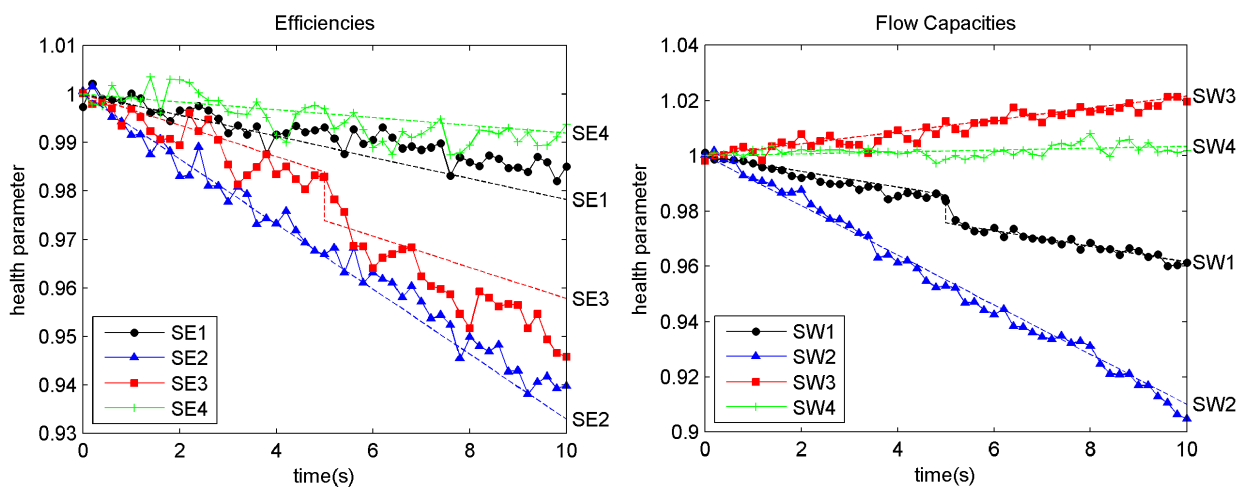 Efficiencies
1.01
1
0.99
0.98
0.97
0.96
0.95
0.94
0.93
health parameter
0
2
4
6
8
10
time(s)
SE4
SE1
SE3
SE2
SE1
SE2
SE3
SE4
Flow Capacities
1.04
1.02
1
0.98
0.96
0.94
0.92
0.9
health parameter
0
2
4
6
8
10
time(s)
SW3
SW4
SW1
SW2
SW1
SW2
SW3
SW4